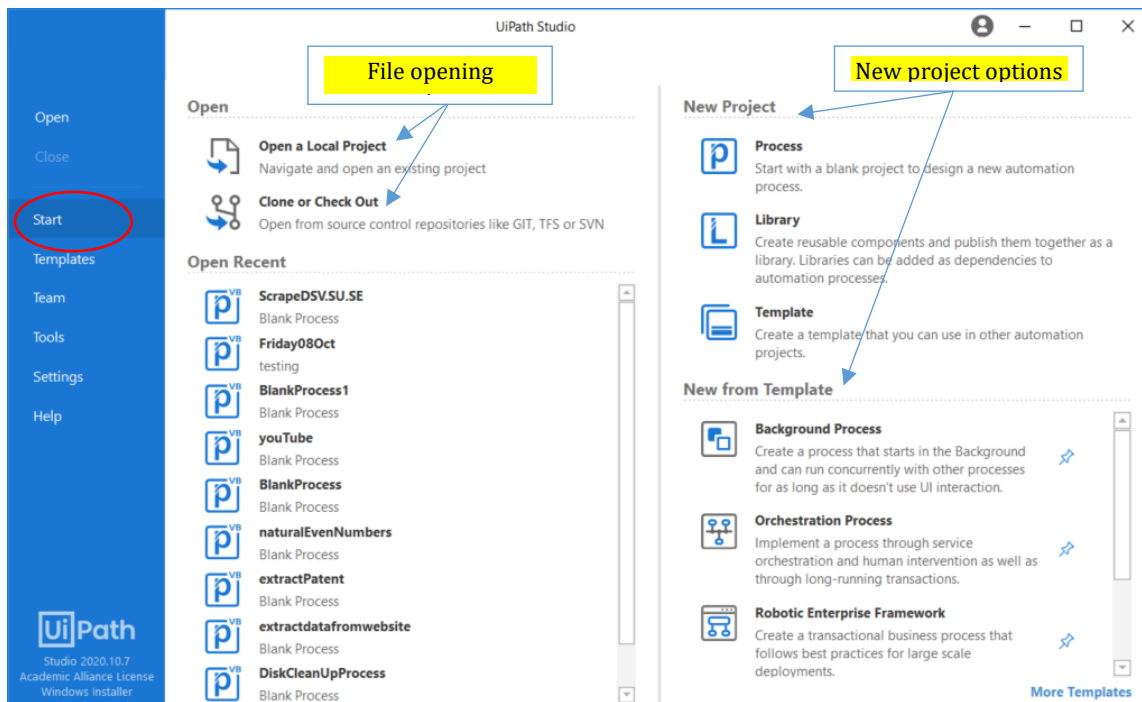 UiPath Studio
File opening
New project options
Open
Close
Start
Templates
Team
Tools
Settings
Help
UiPath
Studio 2020.10.7
Academic Alliance License
Windows Installer
Open
Open a Local Project
Navigate and open an existing project
Clone or Check Out
Open from source control repositories like GIT, TFS or SVN
Open Recent
VB
ScrapeDSV.SU.SE
Blank Process
VB
Friday08Oct
testing
VB
BlankProcess1
Blank Process
VB
youTube
Blank Process
VB
BlankProcess
Blank Process
VB
naturalEvenNumbers
Blank Process
VB
extractPatent
Blank Process
VB
extractdatafromwebsite
Blank Process
VB
DiskCleanUpProcess
Blank Process
New Project
Process
Start with a blank project to design a new automation
process.
Library
Create reusable components and publish them together as a
library. Libraries can be added as dependencies to
automation processes.
Template
Create a template that you can use in other automation
projects.
New from Template
Background Process
Create a process that starts in the Background
and can run concurrently with other processes
for as long as it doesn't use UI interaction.
Orchestration Process
Implement a process through service
orchestration and human intervention as well as
through long-running transactions.
Robotic Enterprise Framework
Create a transactional business process that
follows best practices for large scale
deployments.
More Templates